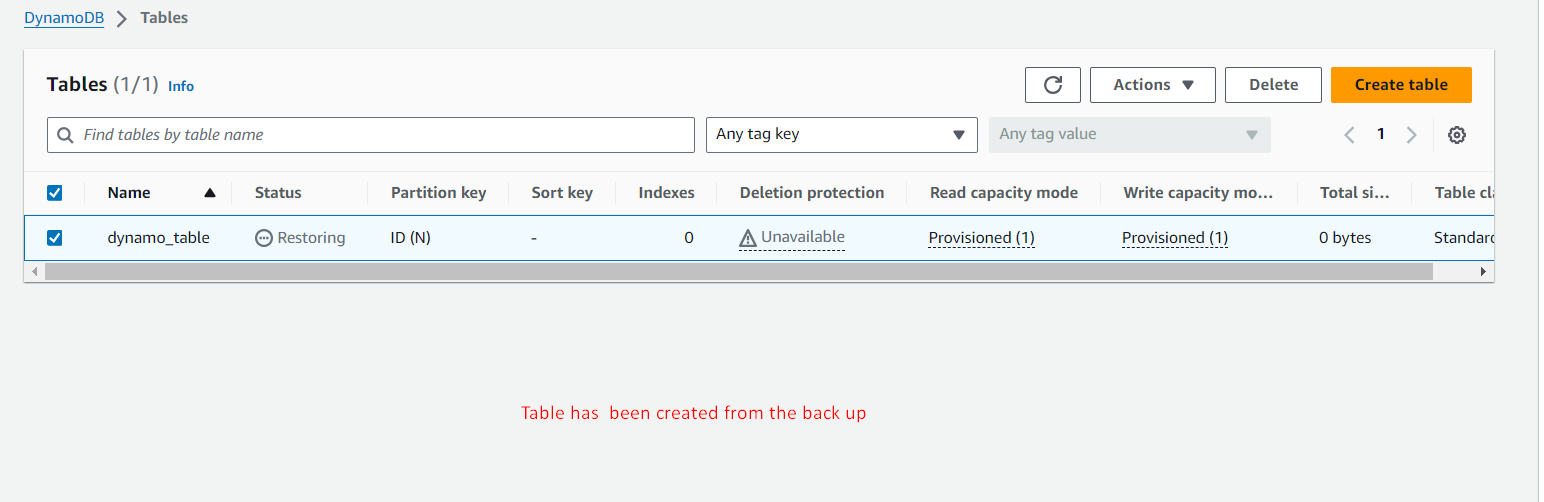 DynamoDB > Tables
Tables (1/1) Info
Actions Delete Create table
Find tables by table name Any tag key Any tag value 1
Name Status Partition key Sort key Indexes Deletion protection Read capacity mode Write capacity mo... Total si... Table cla
dynamo_table Restoring ID (N) - 0 Unavailable Provisioned (1) Provisioned (1) 0 bytes Standard
Table has been created from the back up